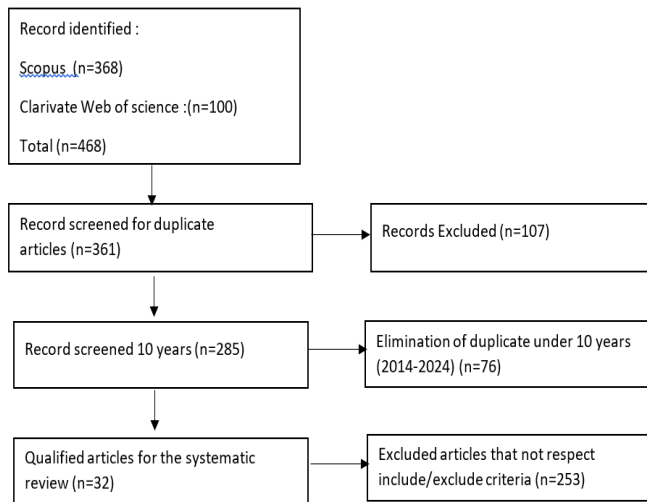 Record identified :
Scopus (n=368)
Clarivate Web of science :(n=100)
Total (n=468)
Record screened for duplicate
articles (n=361)
Records Excluded (n=107)
Record screened 10 years (n=285)
Elimination of duplicate under 10 years
(2014-2024) (n=76)
Qualified articles for the systematic
review (n=32)
Excluded articles that not respect
include/exclude criteria (n=253)